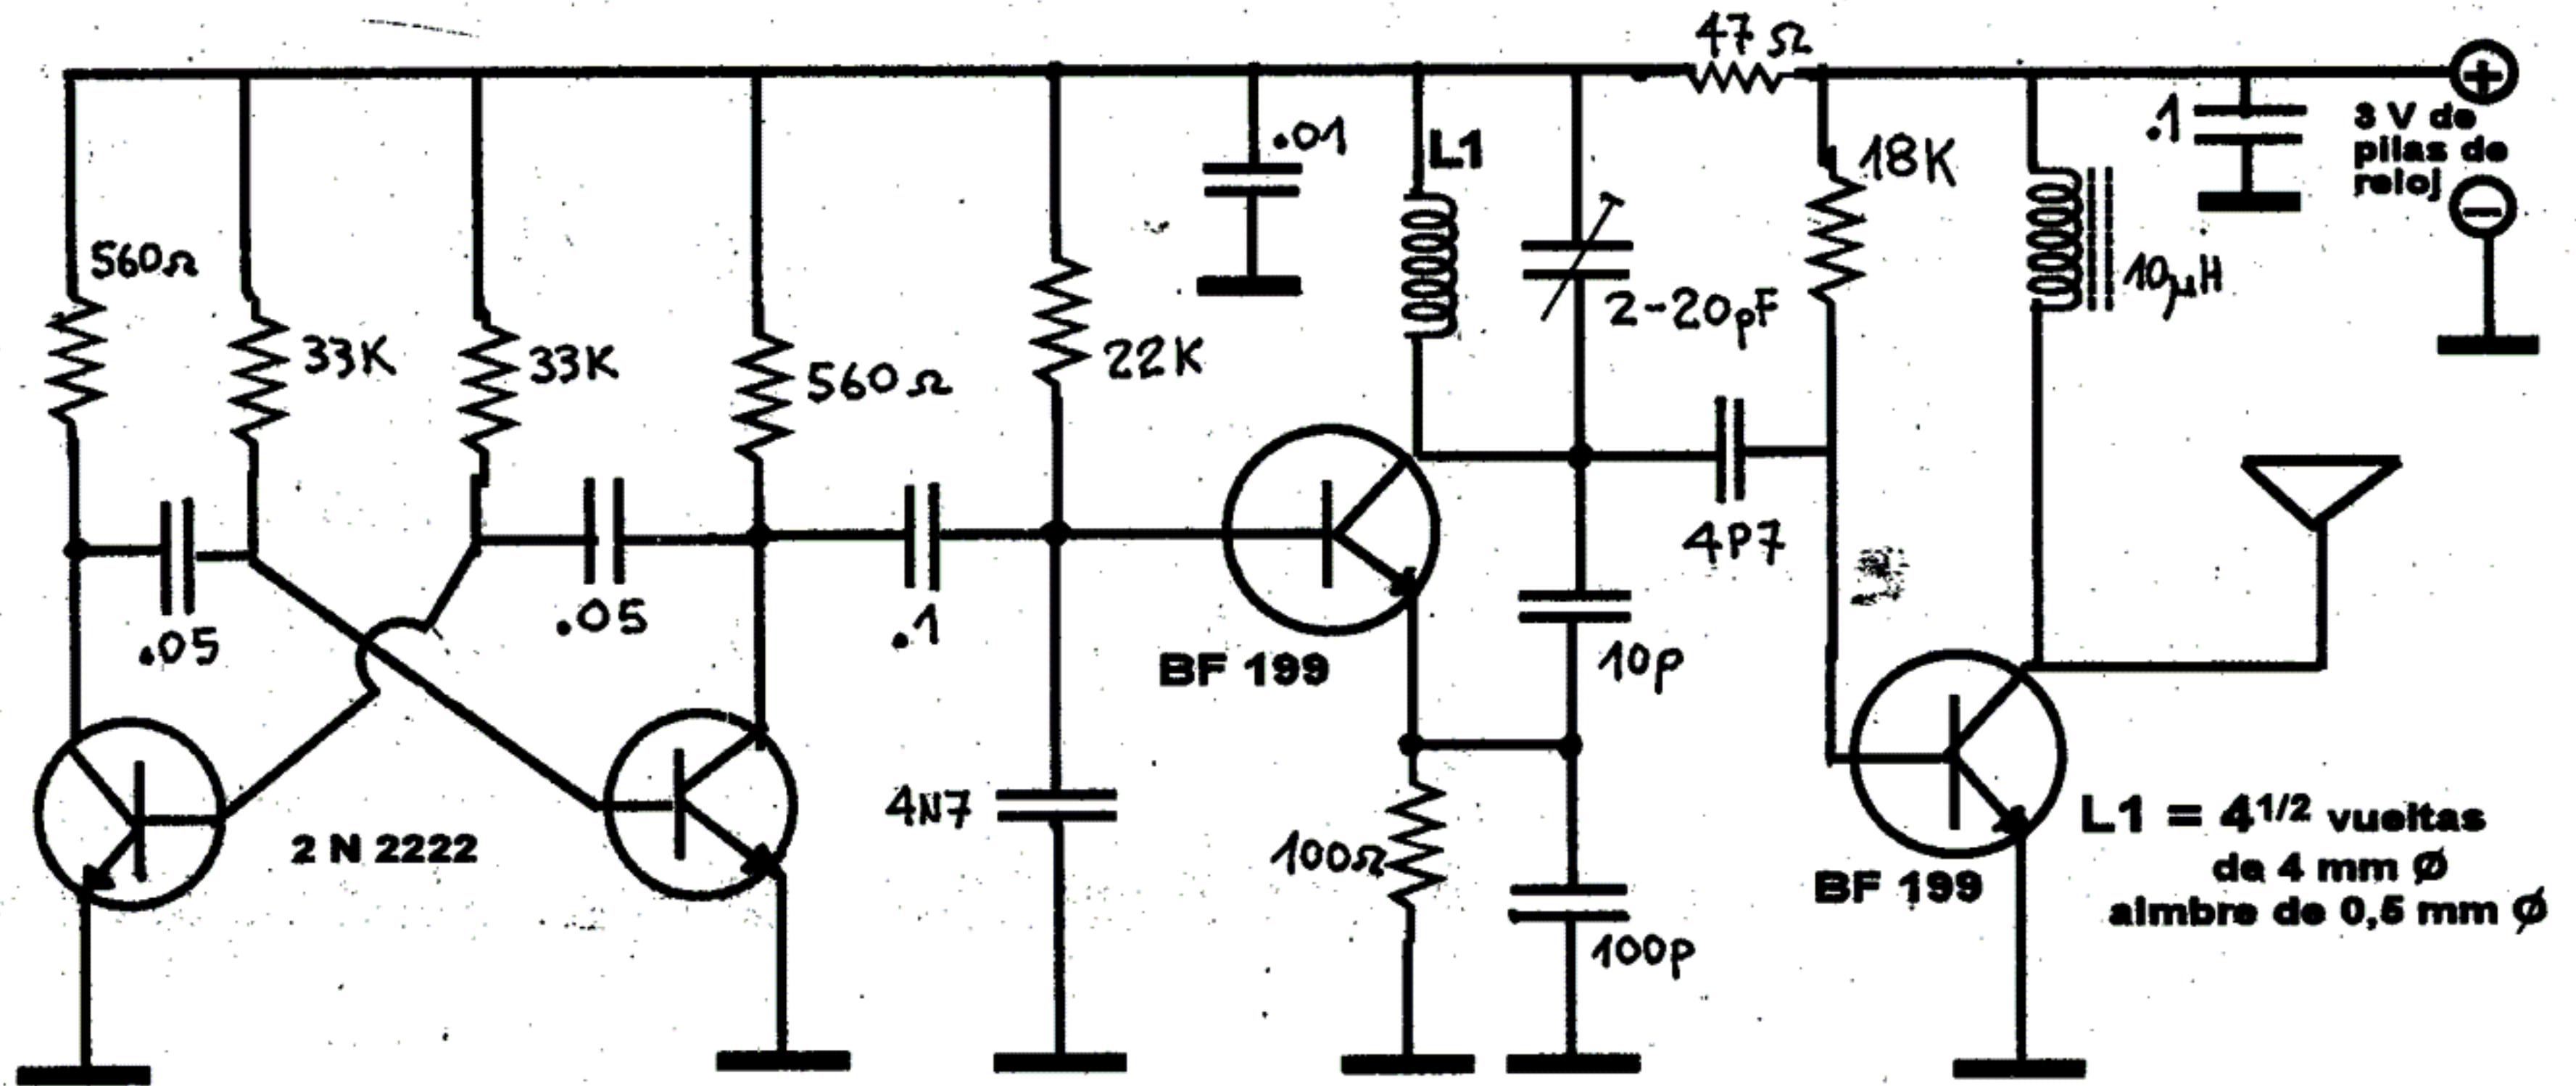 47Ω
.01
L1
.1
+
3 V de
pilas de
reloj
−
18K
560Ω
33K
33K
560Ω
22K
2-20pF
10µH
.05
.05
.1
4P7
BF 199
10p
2 N 2222
4N7
100Ω
100p
BF 199
L1 = 4 1/2 vueltas
de 4 mm Ø
almbre de 0,5 mm Ø